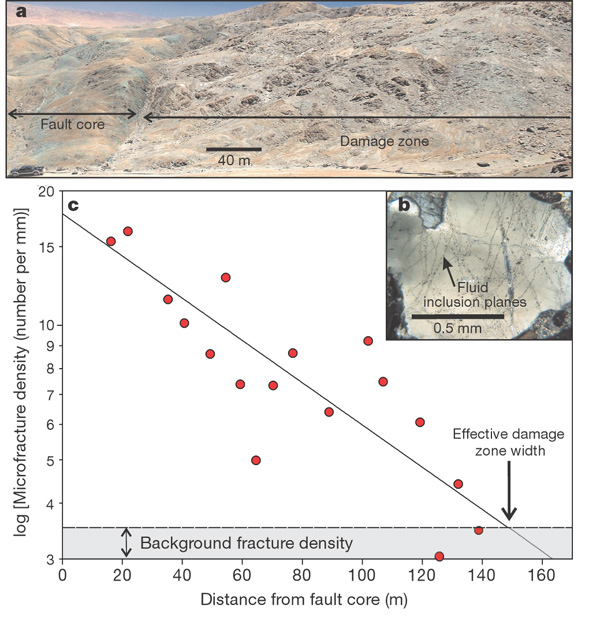 a
Fault core
Damage zone
40 m
c
b
Fluid
inclusion planes
0.5 mm
log [Microfracture density (number per mm)]
20
15
10
9
8
7
6
5
4
3
Effective damage
zone width
Background fracture density
0 20 40 60 80 100 120 140 160
Distance from fault core (m)